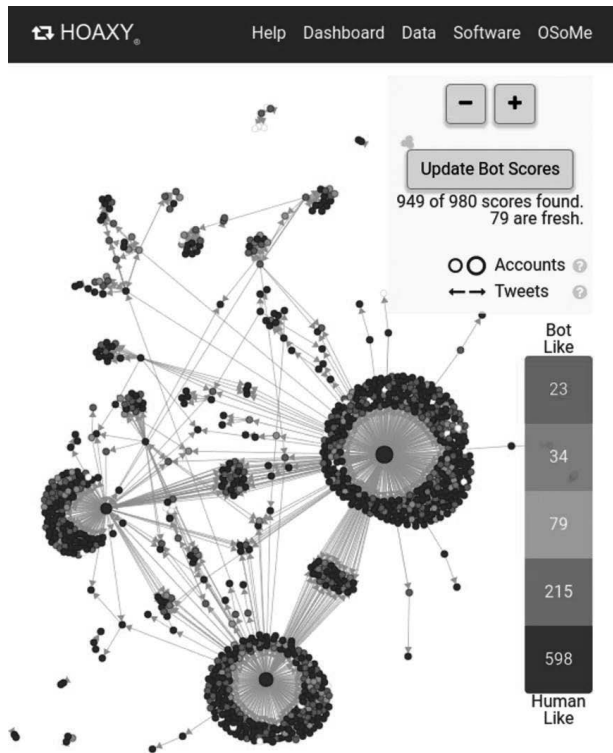 HOAXY®
Help Dashboard Data Software OSoMe
− +
Update Bot Scores
949 of 980 scores found.
79 are fresh.
Accounts ?
Tweets ?
Bot
Like
23
34
79
215
598
Human
Like